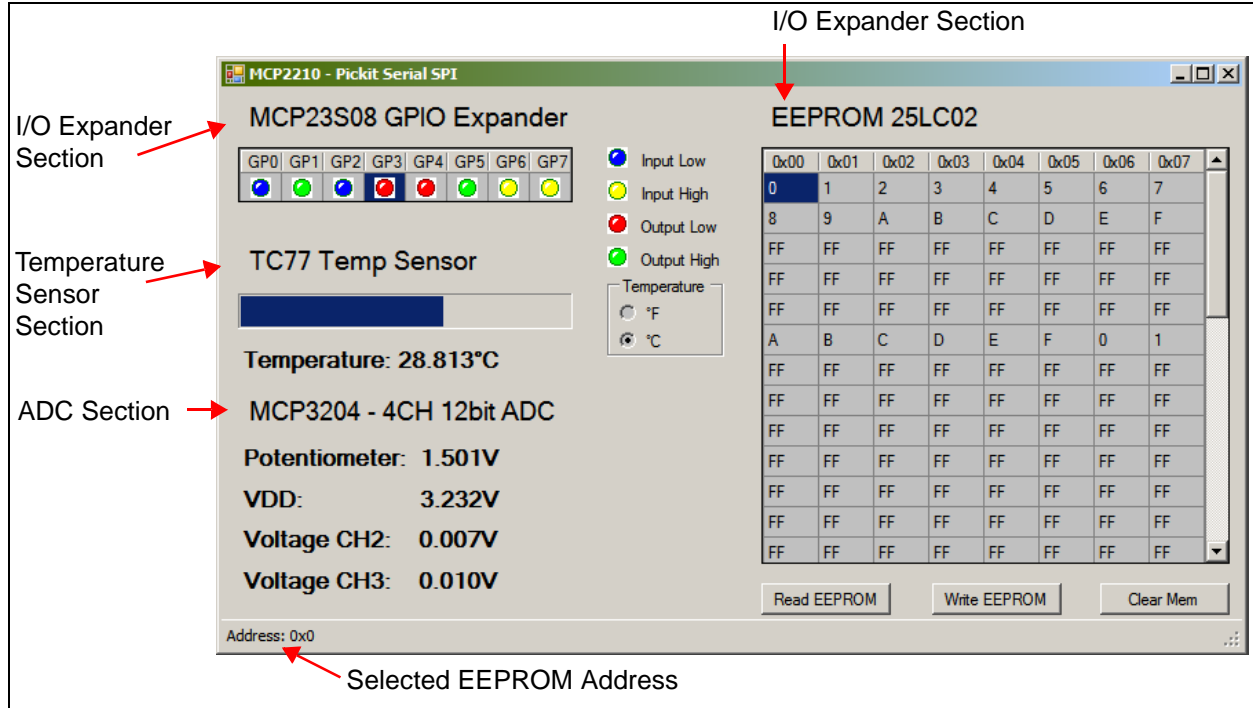 I/O Expander Section
MCP2210 - Pickit Serial SPI
I/O Expander
Section
MCP23S08 GPIO Expander
GP0 GP1 GP2 GP3 GP4 GP5 GP6 GP7
Input Low
Input High
Output Low
Output High
Temperature
Sensor
Section
TC77 Temp Sensor
Temperature
°F
°C
Temperature: 28.813°C
ADC Section
MCP3204 - 4CH 12bit ADC
Potentiometer: 1.501V
VDD: 3.232V
Voltage CH2: 0.007V
Voltage CH3: 0.010V
EEPROM 25LC02
0x00 0x01 0x02 0x03 0x04 0x05 0x06 0x07
0 1 2 3 4 5 6 7
8 9 A B C D E F
FF FF FF FF FF FF FF FF
FF FF FF FF FF FF FF FF
FF FF FF FF FF FF FF FF
A B C D E F 0 1
FF FF FF FF FF FF FF FF
FF FF FF FF FF FF FF FF
FF FF FF FF FF FF FF FF
FF FF FF FF FF FF FF FF
FF FF FF FF FF FF FF FF
FF FF FF FF FF FF FF FF
FF FF FF FF FF FF FF FF
Read EEPROM Write EEPROM Clear Mem
Address: 0x0
Selected EEPROM Address